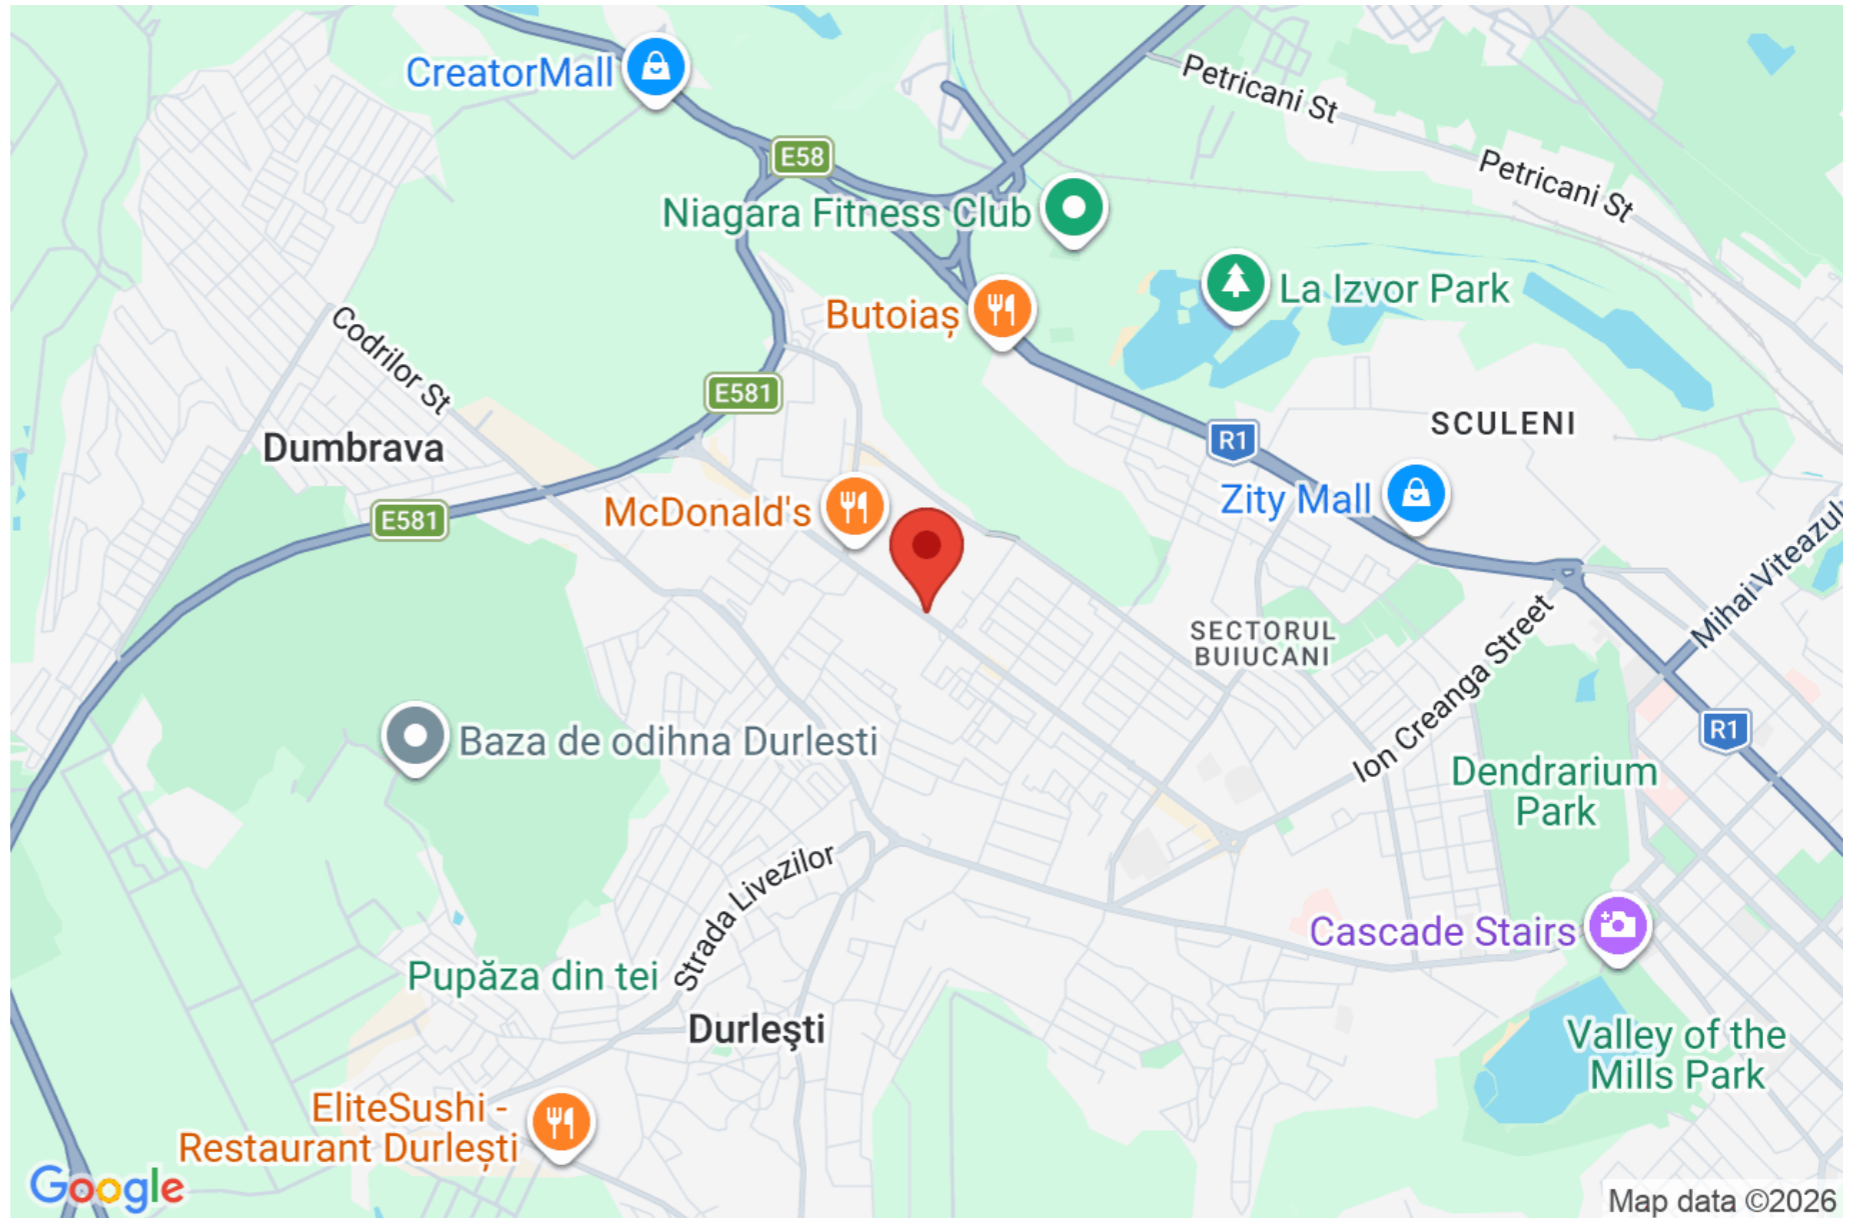 CreatorMall
E58
Petricani St
Petricani St
Niagara Fitness Club
La Izvor Park
Butoiaș
Codrilor St
E581
SCULENI
R1
Dumbrava
Zity Mall
McDonald's
E581
Mihai Viteazul
SECTORUL
BUIUCANI
Ion Creanga Street
Baza de odihna Durlesti
R1
Dendrarium
Park
Strada Livezilor
Cascade Stairs
Pupăza din tei
Durleşti
Valley of the
Mills Park
EliteSushi -
Restaurant Durlești
Google
Map data ©2026